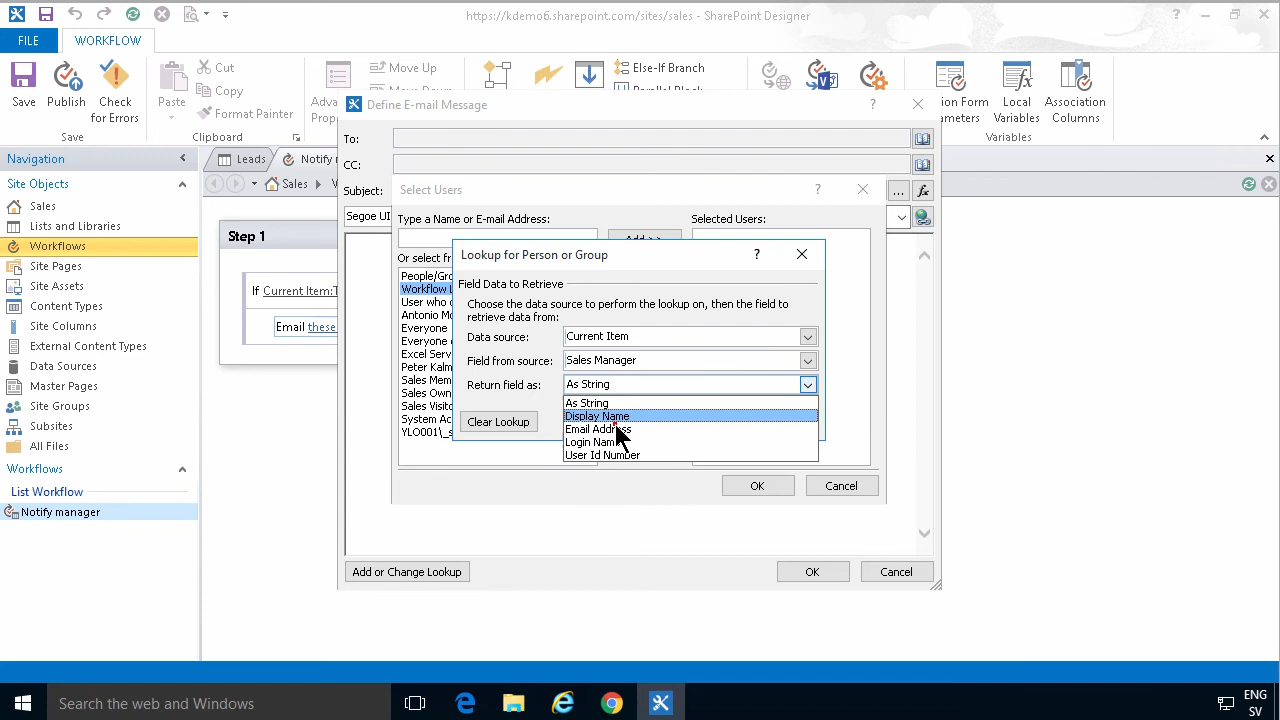 https://kdemo6.sharepoint.com/sites/sales - SharePoint Designer
FILE
WORKFLOW
Save
Publish
Check
for Errors
Save
Paste
Cut
Copy
Format Painter
Clipboard
Move Up
Else-If Branch
Local
Variables
Association
Columns
Variables
Define E-mail Message
To:
CC:
Subject:
Segoe UI
Navigation
Site Objects
Sales
Lists and Libraries
Workflows
Site Pages
Site Assets
Content Types
Site Columns
External Content Types
Data Sources
Master Pages
Site Groups
Subsites
All Files
Workflows
List Workflow
Notify manager
Leads
Notify
Sales
Step 1
If Current Item:
Email these
Select Users
Type a Name or E-mail Address:
Selected Users:
Add >>
Or select
People/Gro
Workflow L
User who
Antonio Mo
Everyone
Everyone
Excel Serv
Peter Kalm
Sales Mem
Sales Own
Sales Visito
System Ac
YLO001\_s
Lookup for Person or Group
Field Data to Retrieve
Choose the data source to perform the lookup on, then the field to
retrieve data from:
Data source: Current Item
Field from source: Sales Manager
Return field as: As String
As String
Display Name
Email Address
Login Name
User Id Number
Clear Lookup
OK
Cancel
Add or Change Lookup
OK
Cancel
Search the web and Windows
ENG
SV